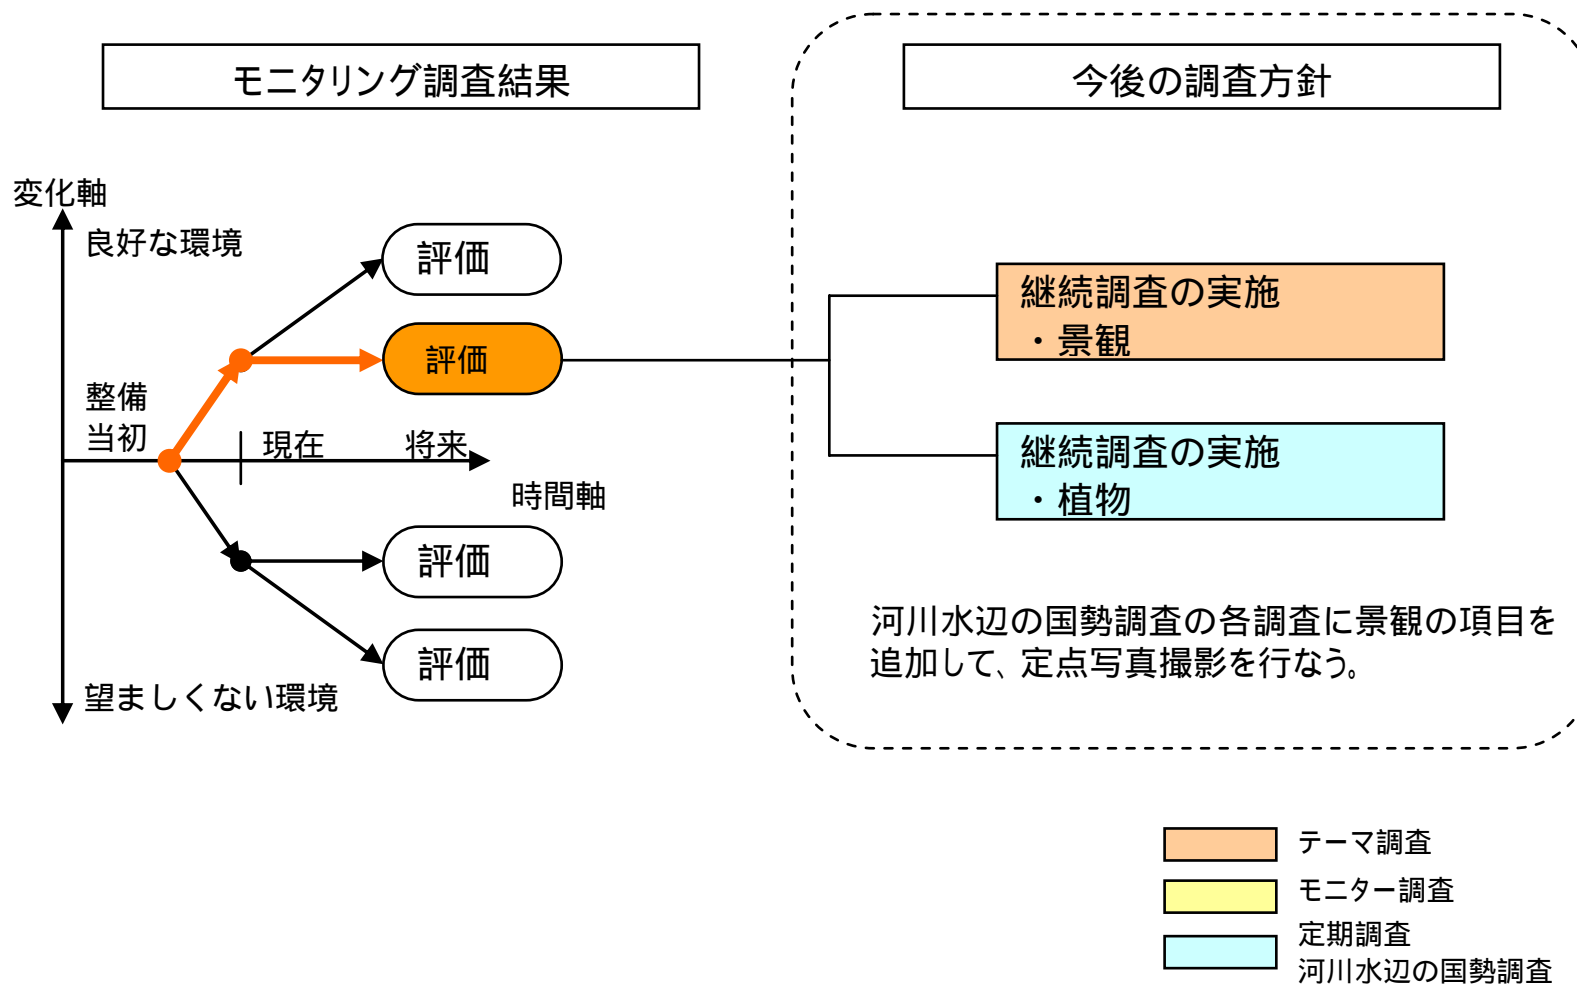 モニタリング調査結果
今後の調査方針
変化軸
良好な環境
評価
評価
整備
当初
現在
将来
時間軸
評価
評価
望ましくない環境
継続調査の実施
・景観
継続調査の実施
・植物
河川水辺の国勢調査の各調査に景観の項目を
追加して、定点写真撮影を行なう。
テーマ調査
モニター調査
定期調査
河川水辺の国勢調査